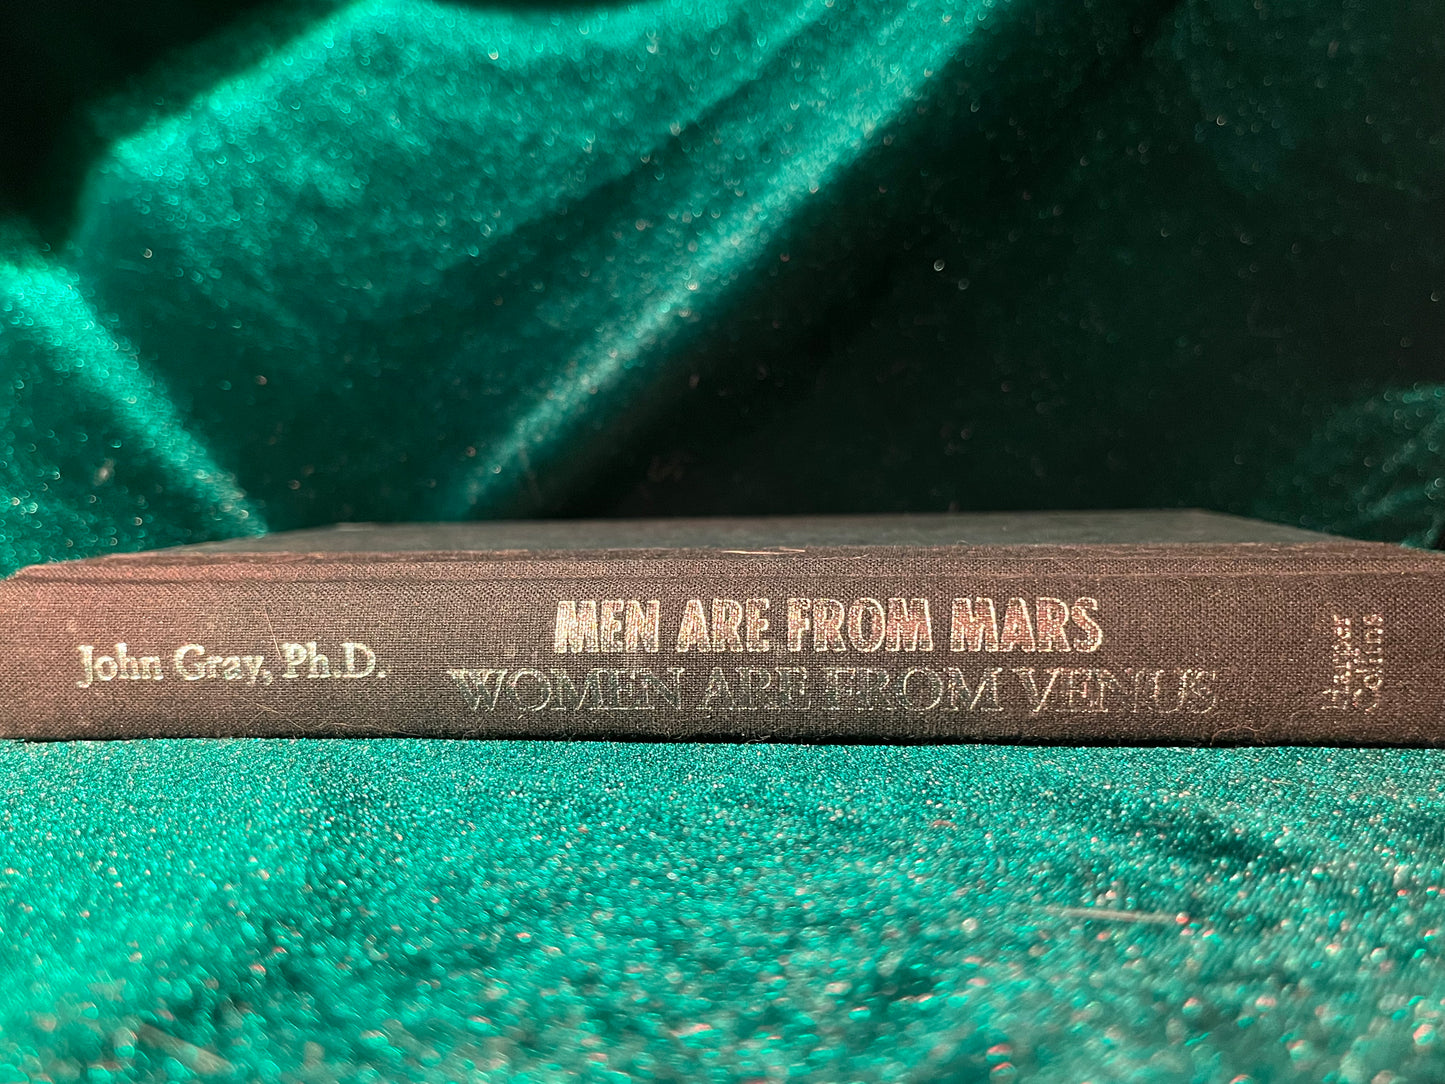 John Gray, Ph.D.
MEN ARE FROM MARS
WOMEN ARE FROM VENUS
Harper
Collins